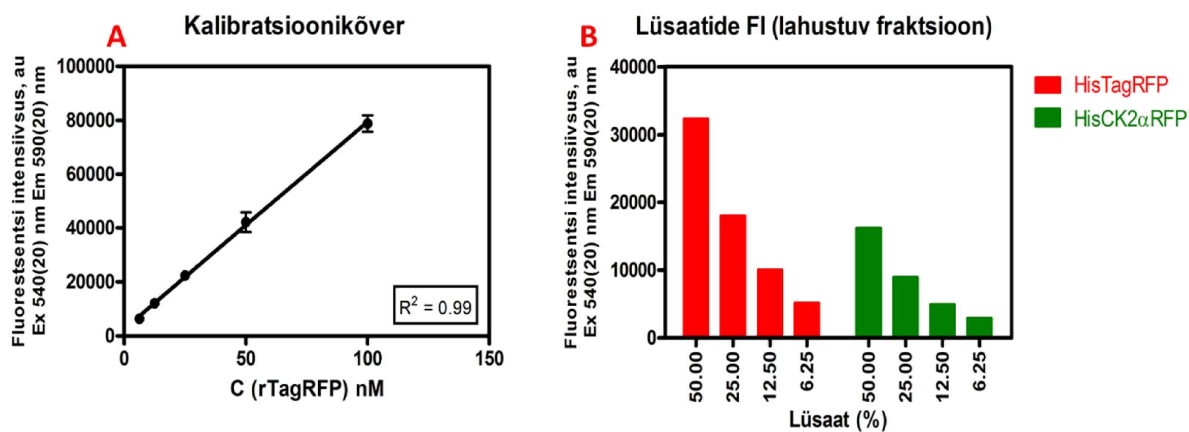 A
Kalibratsioonikõver
Fluorestsentsi intensiivsus, au
Ex 540(20) nm Em 590(20) nm
100000
80000
60000
40000
20000
0
R² = 0.99
0
50
100
150
C (rTagRFP) nM
B
Lüsaatide FI (lahustuv fraktsioon)
Fluorestsentsi intensiivsus, au
Ex 540(20) nm Em 590(20) nm
40000
30000
20000
10000
0
50.00
25.00
12.50
6.25
50.00
25.00
12.50
6.25
Lüsaat (%)
HisTagRFP
HisCK2αRFP